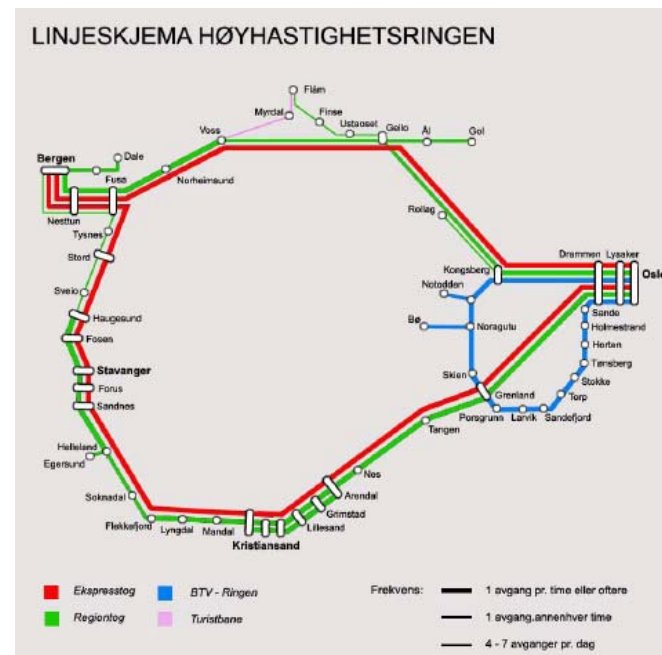 LINJESKJEMA HØYHASTIGHETSRINGEN
Flåm
Myrdal
Finse
Ustaoset
Geilo
Ål
Gol
Voss
Bergen
Dale
Fusa
Norheimsund
Nesttun
Tysnes
Stord
Sveio
Haugesund
Fosen
Stavanger
Forus
Sandnes
Helleland
Egersund
Soknadal
Flekkefjord
Lyngdal
Mandal
Kristiansand
Lillesand
Grimstad
Arendal
Nes
Tangen
Rollag
Kongsberg
Notodden
Bø
Noragutu
Skien
Grenland
Porsgrunn
Larvik
Sandefjord
Torp
Stokke
Tønsberg
Horten
Holmestrand
Sande
Drammen
Lysaker
Oslo
Ekspresstog
Regiontog
BTV - Ringen
Turistbane
Frekvens:
1 avgang pr. time eller oftere
1 avgang.annenhver time
4 - 7 avganger pr. dag